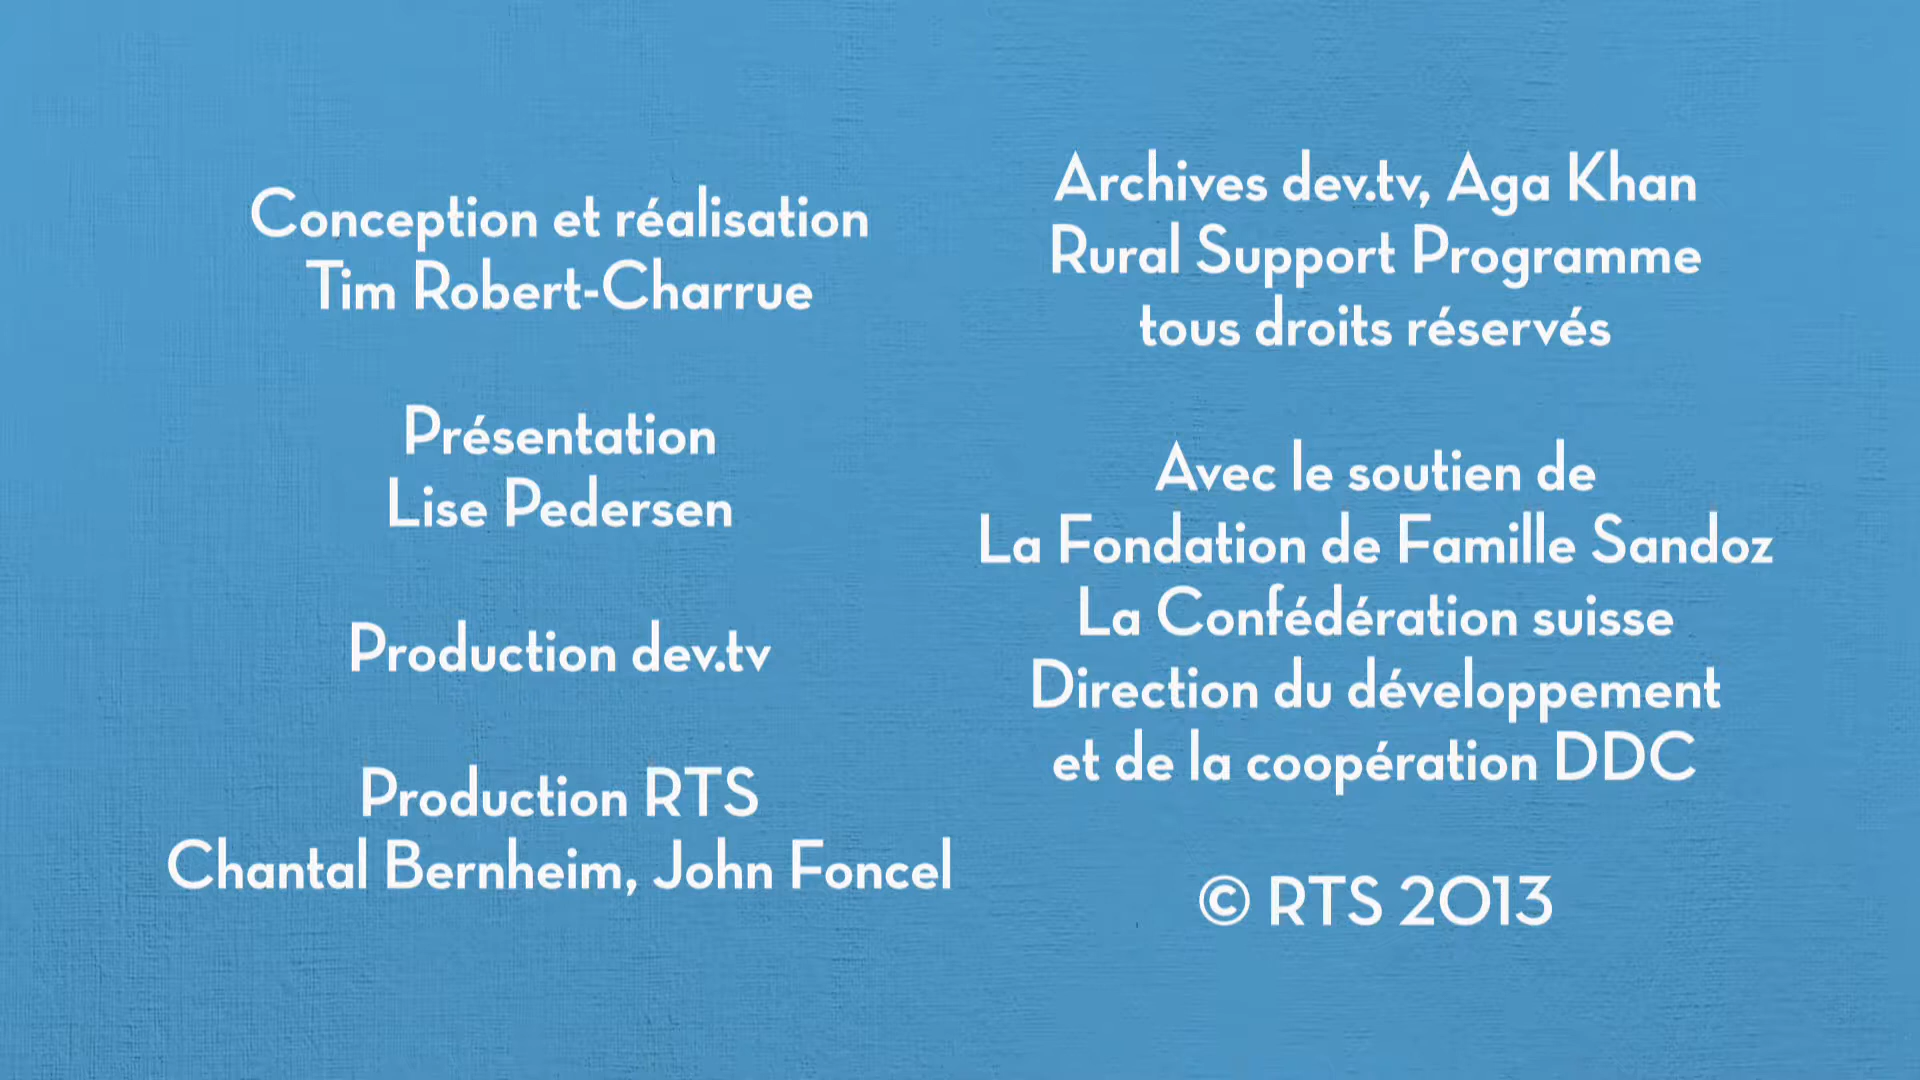 Conception et réalisation
Tim Robert-Charrue
Présentation
Lise Pedersen
Production dev.tv
Production RTS
Chantal Bernheim, John Foncel
Archives dev.tv, Aga Khan
Rural Support Programme
tous droits réservés
Avec le soutien de
La Fondation de Famille Sandoz
La Confédération suisse
Direction du développement
et de la coopération DDC
© RTS 2013